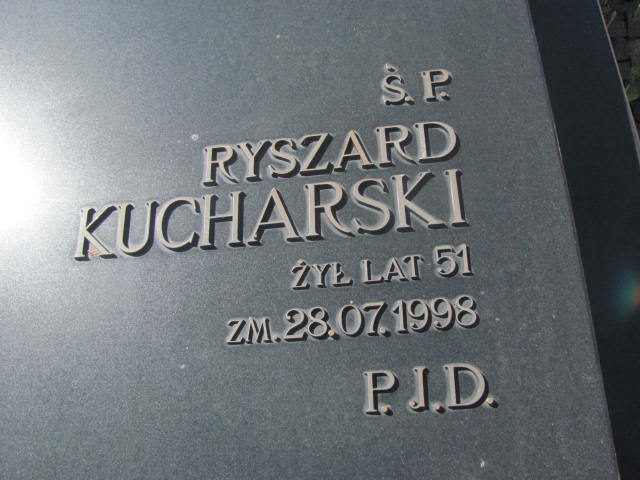 Ś.P.
RYSZARD
KUCHARSKI
ŻYŁ LAT 51
ZM. 28.07.1998
P.J.D.